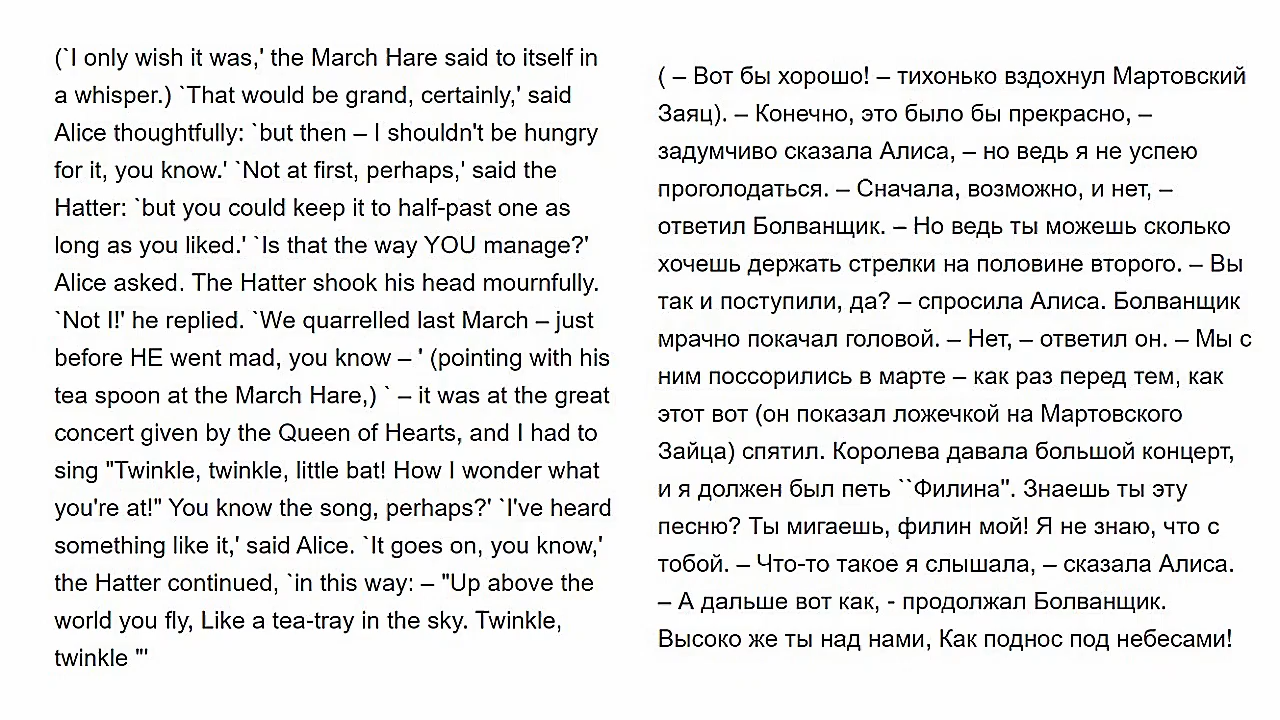 (`I only wish it was,' the March Hare said to itself in
a whisper.) `That would be grand, certainly,' said
Alice thoughtfully: `but then – I shouldn't be hungry
for it, you know.' `Not at first, perhaps,' said the
Hatter: `but you could keep it to half-past one as
long as you liked.' `Is that the way YOU manage?'
Alice asked. The Hatter shook his head mournfully.
`Not I!' he replied. `We quarrelled last March – just
before HE went mad, you know – ' (pointing with his
tea spoon at the March Hare,) ` – it was at the great
concert given by the Queen of Hearts, and I had to
sing "Twinkle, twinkle, little bat! How I wonder what
you're at!" You know the song, perhaps?' `I've heard
something like it,' said Alice. `It goes on, you know,'
the Hatter continued, `in this way: – "Up above the
world you fly, Like a tea-tray in the sky. Twinkle,
twinkle "'
( – Вот бы хорошо! – тихонько вздохнул Мартовский
Заяц). – Конечно, это было бы прекрасно, –
задумчиво сказала Алиса, – но ведь я не успею
проголодаться. – Сначала, возможно, и нет, –
ответил Болванщик. – Но ведь ты можешь сколько
хочешь держать стрелки на половине второго. – Вы
так и поступили, да? – спросила Алиса. Болванщик
мрачно покачал головой. – Нет, – ответил он. – Мы с
ним поссорились в марте – как раз перед тем, как
этот вот (он показал ложечкой на Мартовского
Зайца) спятил. Королева давала большой концерт,
и я должен был петь ``Филина''. Знаешь ты эту
песню? Ты мигаешь, филин мой! Я не знаю, что с
тобой. – Что-то такое я слышала, – сказала Алиса.
– А дальше вот как, - продолжал Болванщик.
Высоко же ты над нами, Как поднос под небесами!